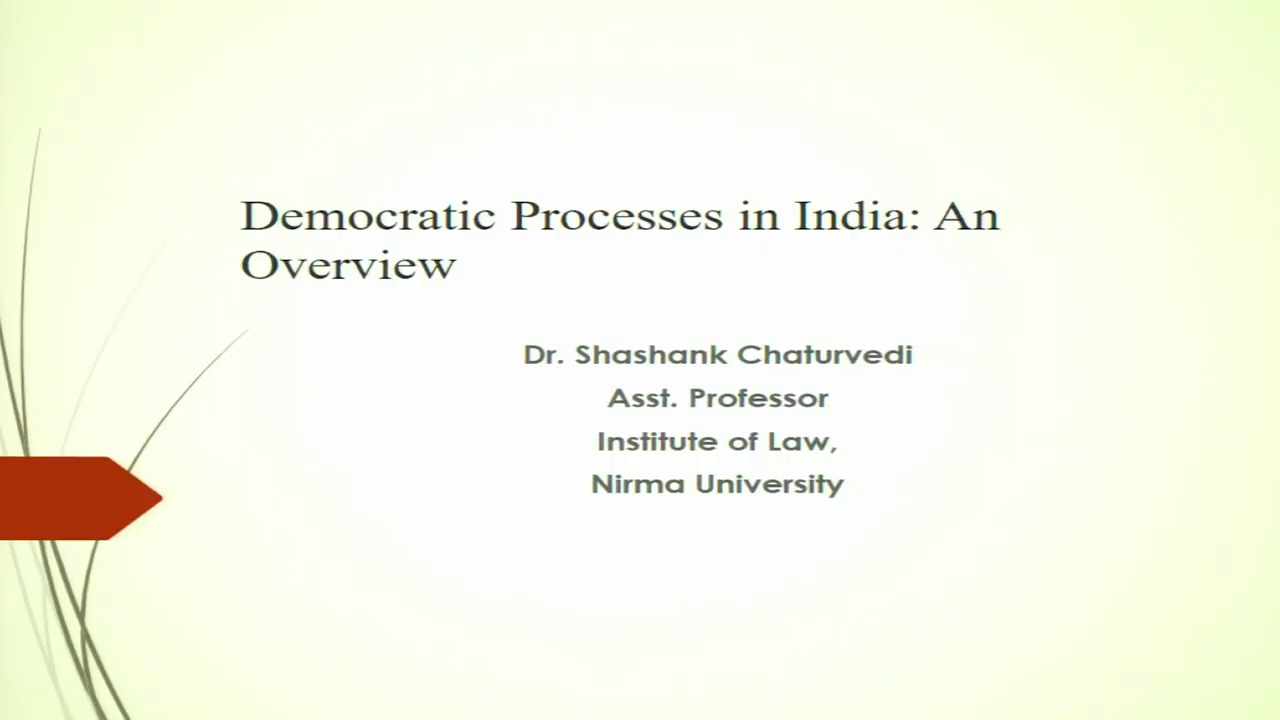 Democratic Processes in India: An
Overview
Dr. Shashank Chaturvedi
Asst. Professor
Institute of Law,
Nirma University